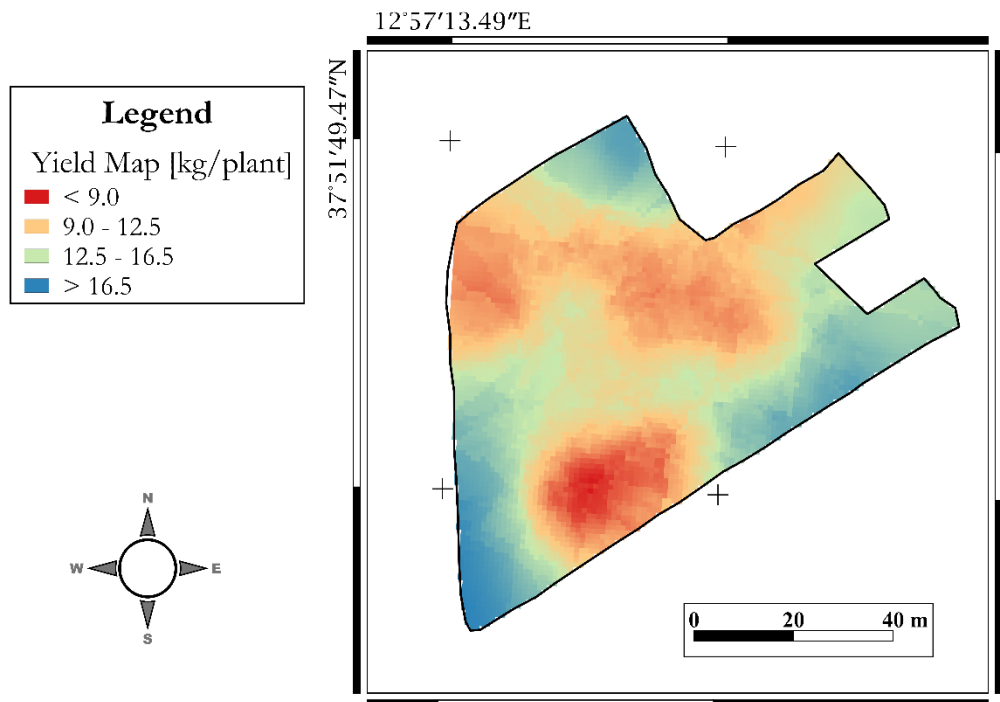 12°57′13.49″E
37°51′49.47″N
Legend
Yield Map [kg/plant]
< 9.0
9.0 - 12.5
12.5 - 16.5
> 16.5
N
W E
S
0 20 40 m